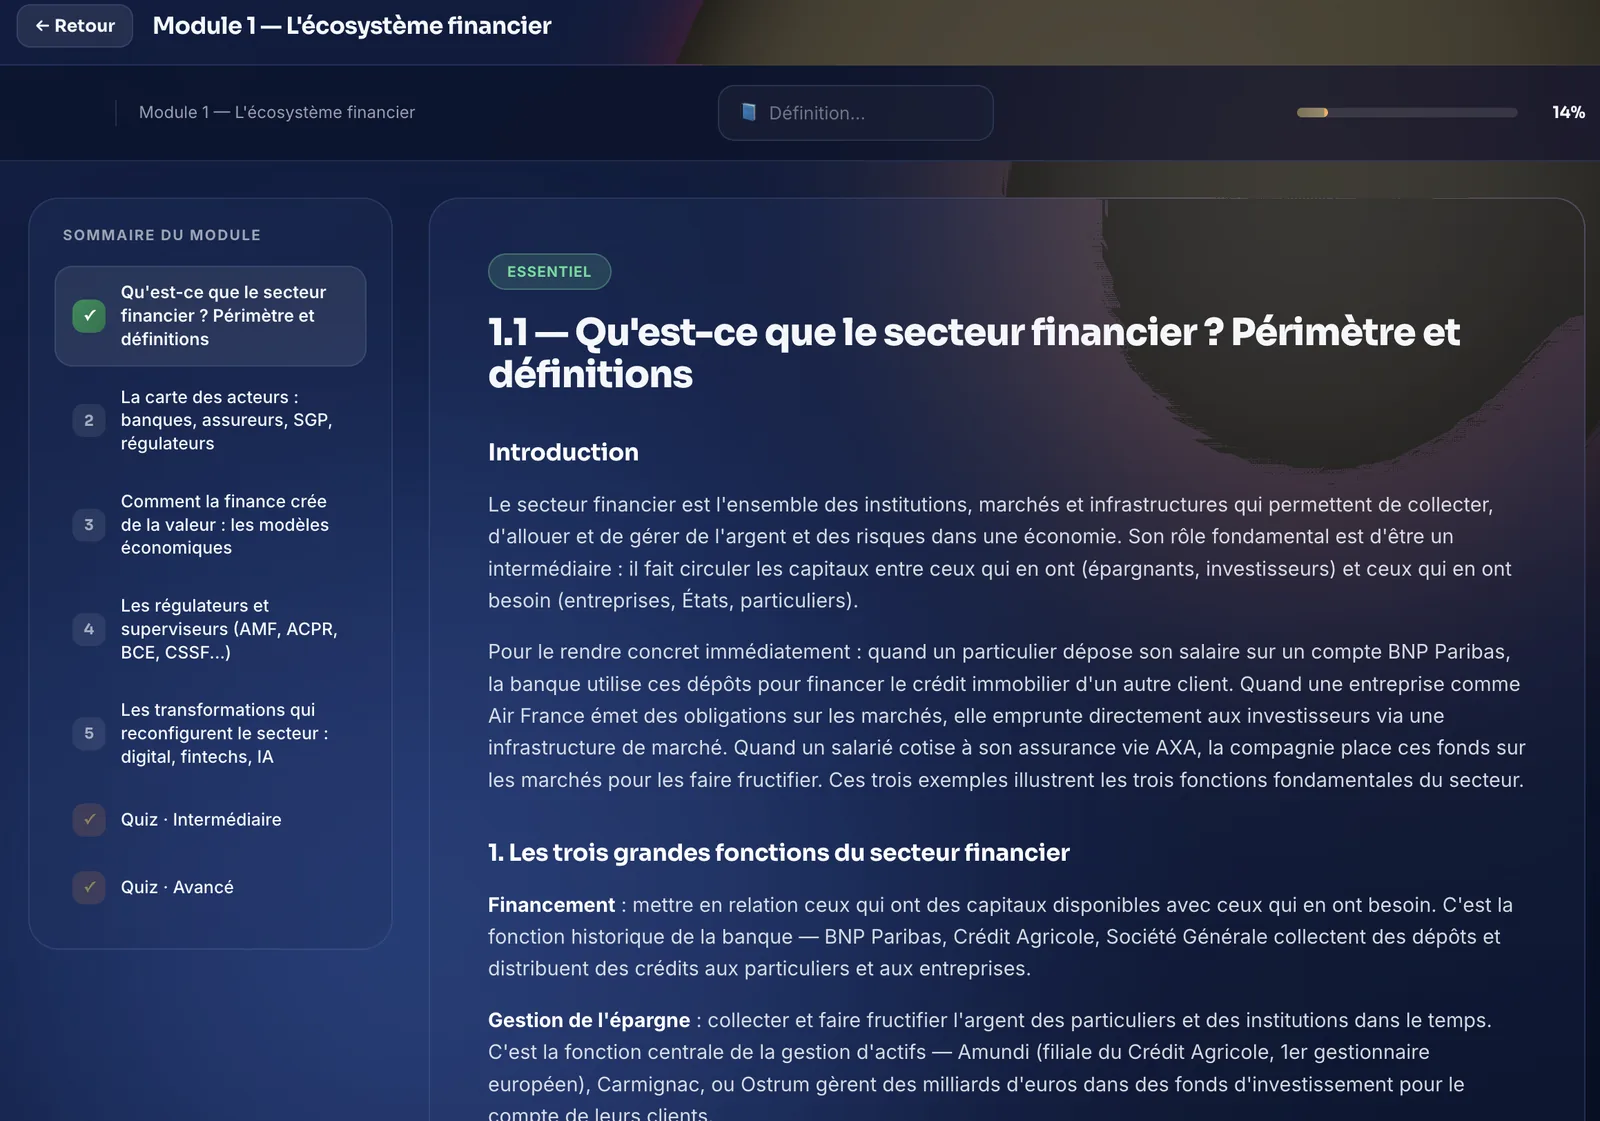 ← Retour
Module 1 — L'écosystème financier
Module 1 — L'écosystème financier
Définition...
14%
SOMMAIRE DU MODULE
✓
Qu'est-ce que le secteur
financier ? Périmètre et
définitions
2
La carte des acteurs :
banques, assureurs, SGP,
régulateurs
3
Comment la finance crée
de la valeur : les modèles
économiques
4
Les régulateurs et
superviseurs (AMF, ACPR,
BCE, CSSF...)
5
Les transformations qui
reconfigurent le secteur :
digital, fintechs, IA
✓ Quiz · Intermédiaire
✓ Quiz · Avancé
ESSENTIEL
1.1 — Qu'est-ce que le secteur financier ? Périmètre et
définitions
Introduction
Le secteur financier est l'ensemble des institutions, marchés et infrastructures qui permettent de collecter,
d'allouer et de gérer de l'argent et des risques dans une économie. Son rôle fondamental est d'être un
intermédiaire : il fait circuler les capitaux entre ceux qui en ont (épargnants, investisseurs) et ceux qui en ont
besoin (entreprises, États, particuliers).
Pour le rendre concret immédiatement : quand un particulier dépose son salaire sur un compte BNP Paribas,
la banque utilise ces dépôts pour financer le crédit immobilier d'un autre client. Quand une entreprise comme
Air France émet des obligations sur les marchés, elle emprunte directement aux investisseurs via une
infrastructure de marché. Quand un salarié cotise à son assurance vie AXA, la compagnie place ces fonds sur
les marchés pour les faire fructifier. Ces trois exemples illustrent les trois fonctions fondamentales du secteur.
1. Les trois grandes fonctions du secteur financier
Financement : mettre en relation ceux qui ont des capitaux disponibles avec ceux qui en ont besoin. C'est la
fonction historique de la banque — BNP Paribas, Crédit Agricole, Société Générale collectent des dépôts et
distribuent des crédits aux particuliers et aux entreprises.
Gestion de l'épargne : collecter et faire fructifier l'argent des particuliers et des institutions dans le temps.
C'est la fonction centrale de la gestion d'actifs — Amundi (filiale du Crédit Agricole, 1er gestionnaire
européen), Carmignac, ou Ostrum gèrent des milliards d'euros dans des fonds d'investissement pour le
compte de leurs clients.